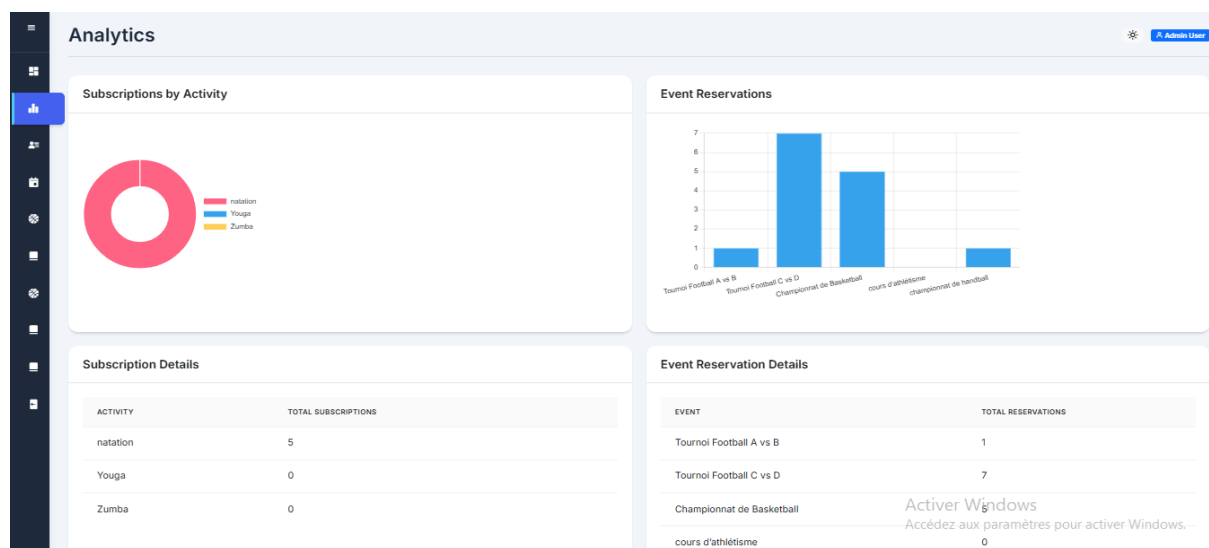 Analytics
Admin User
Subscriptions by Activity
natation
Youga
Zumba
Event Reservations
7
6
5
4
3
2
1
0
Tournoi Football A vs B
Tournoi Football C vs D
Championnat de Basketball
cours d'athlétisme
championnat de handball
Subscription Details
ACTIVITY TOTAL SUBSCRIPTIONS
natation 5
Youga 0
Zumba 0
Event Reservation Details
EVENT TOTAL RESERVATIONS
Tournoi Football A vs B 1
Tournoi Football C vs D 7
Championnat de Basketball 5
cours d'athlétisme 0
Activer Windows
Accédez aux paramètres pour activer Windows.